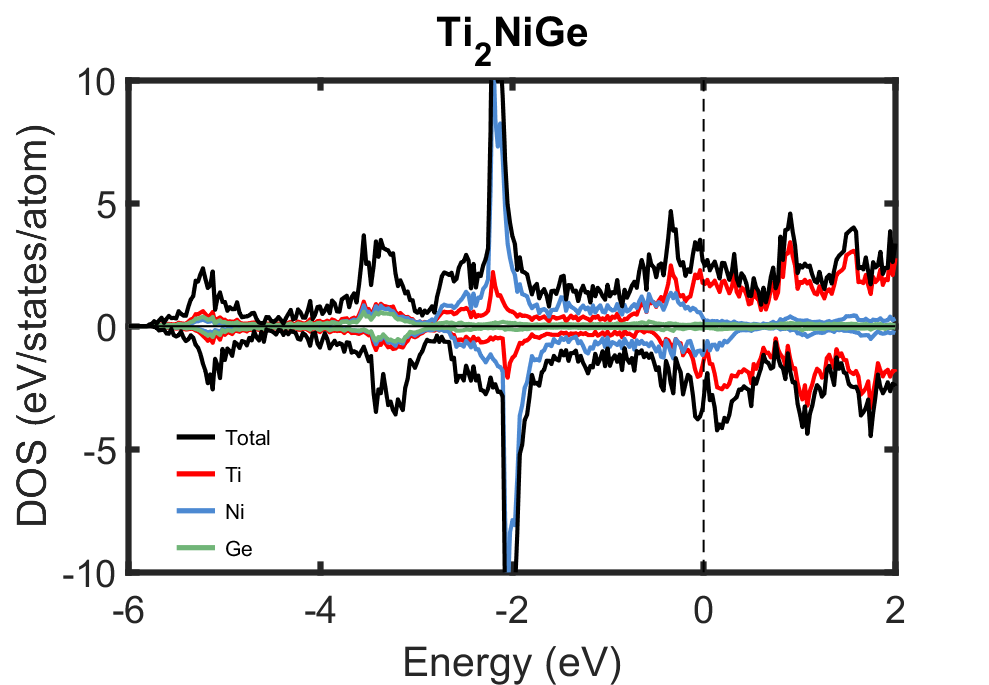 Ti2NiGe
DOS (eV/states/atom)
10
5
0
-5
-10
Total
Ti
Ni
Ge
-6
-4
-2
0
2
Energy (eV)